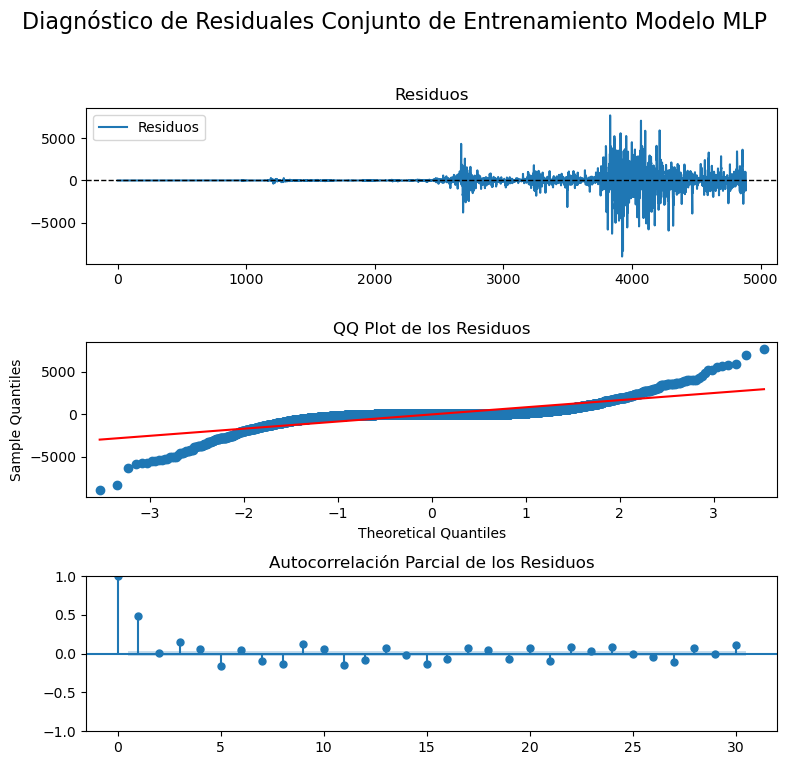 Diagnóstico de Residuales Conjunto de Entrenamiento Modelo MLP
Residuos
Residuos
5000
0
−5000
0 1000 2000 3000 4000 5000
QQ Plot de los Residuos
Sample Quantiles
5000
0
−5000
−3 −2 −1 0 1 2 3
Theoretical Quantiles
Autocorrelación Parcial de los Residuos
1.0
0.5
0.0
−0.5
−1.0
0 5 10 15 20 25 30